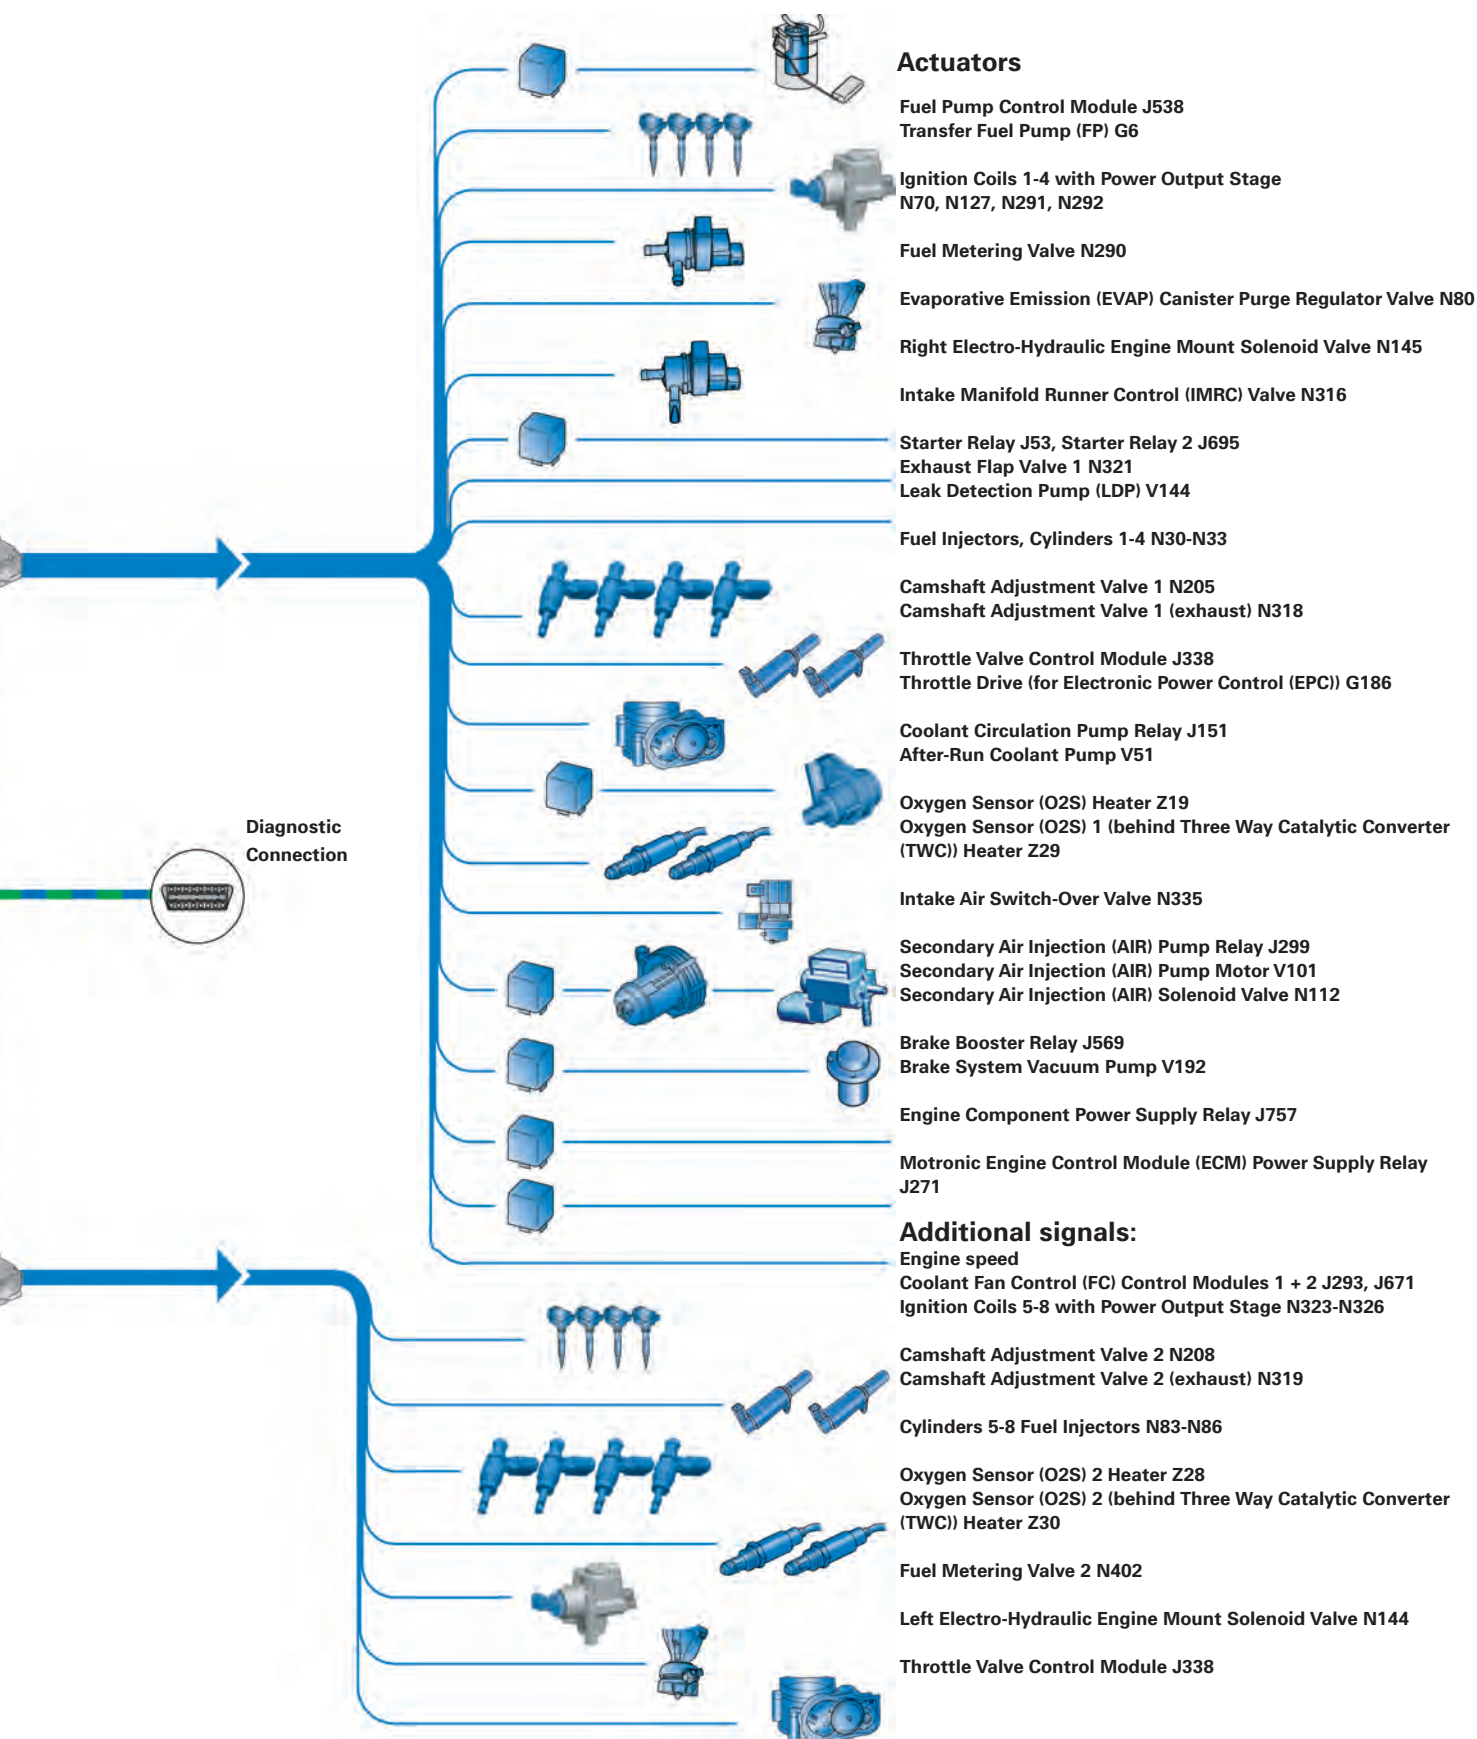 Actuators
Fuel Pump Control Module J538
Transfer Fuel Pump (FP) G6
Ignition Coils 1-4 with Power Output Stage
N70, N127, N291, N292
Fuel Metering Valve N290
Evaporative Emission (EVAP) Canister Purge Regulator Valve N80
Right Electro-Hydraulic Engine Mount Solenoid Valve N145
Intake Manifold Runner Control (IMRC) Valve N316
Starter Relay J53, Starter Relay 2 J695
Exhaust Flap Valve 1 N321
Leak Detection Pump (LDP) V144
Fuel Injectors, Cylinders 1-4 N30-N33
Camshaft Adjustment Valve 1 N205
Camshaft Adjustment Valve 1 (exhaust) N318
Throttle Valve Control Module J338
Throttle Drive (for Electronic Power Control (EPC)) G186
Coolant Circulation Pump Relay J151
After-Run Coolant Pump V51
Oxygen Sensor (O2S) Heater Z19
Oxygen Sensor (O2S) 1 (behind Three Way Catalytic Converter
(TWC)) Heater Z29
Diagnostic
Connection
Intake Air Switch-Over Valve N335
Secondary Air Injection (AIR) Pump Relay J299
Secondary Air Injection (AIR) Pump Motor V101
Secondary Air Injection (AIR) Solenoid Valve N112
Brake Booster Relay J569
Brake System Vacuum Pump V192
Engine Component Power Supply Relay J757
Motronic Engine Control Module (ECM) Power Supply Relay
J271
Additional signals:
Engine speed
Coolant Fan Control (FC) Control Modules 1 + 2 J293, J671
Ignition Coils 5-8 with Power Output Stage N323-N326
Camshaft Adjustment Valve 2 N208
Camshaft Adjustment Valve 2 (exhaust) N319
Cylinders 5-8 Fuel Injectors N83-N86
Oxygen Sensor (O2S) 2 Heater Z28
Oxygen Sensor (O2S) 2 (behind Three Way Catalytic Converter
(TWC)) Heater Z30
Fuel Metering Valve 2 N402
Left Electro-Hydraulic Engine Mount Solenoid Valve N144
Throttle Valve Control Module J338